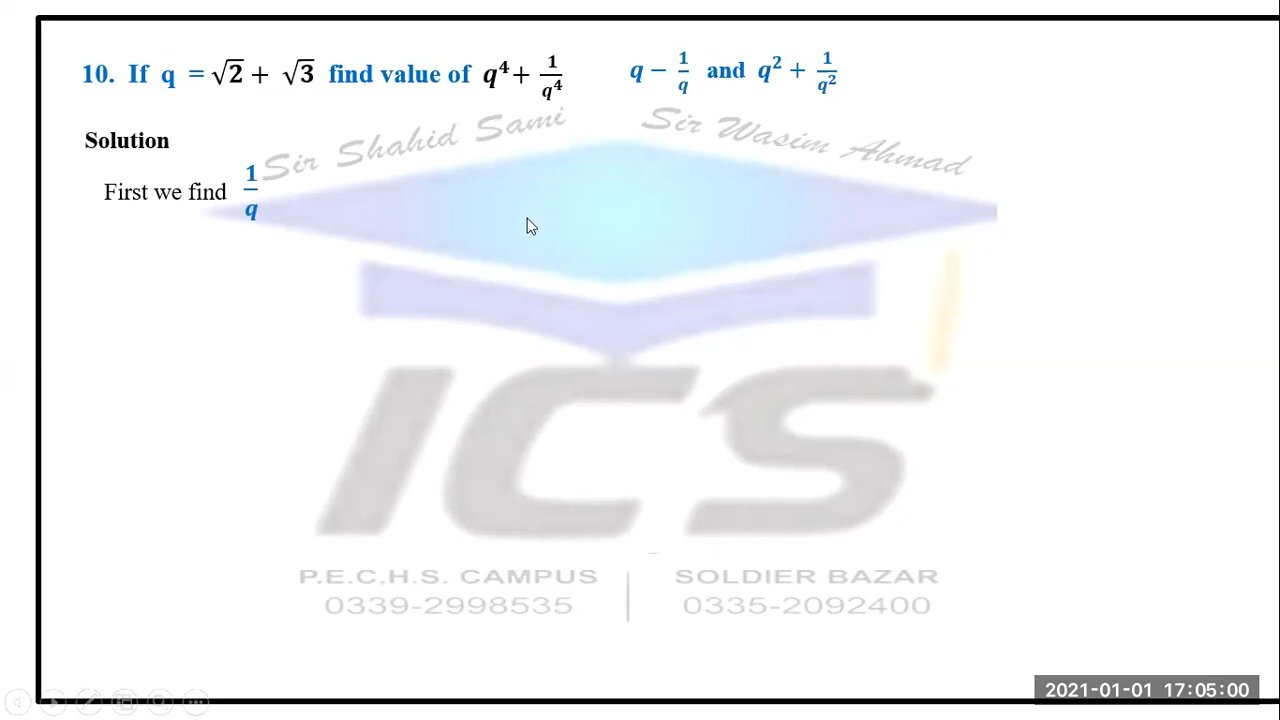 10. If q = √2 + √3 find value of q⁴ + 1/q⁴ q − 1/q and q² + 1/q²
Sir Shahid Sami Sir Wasim Ahmad
Solution
First we find 1/q
ICS
P.E.C.H.S. CAMPUS | SOLDIER BAZAR
0339-2998535 | 0335-2092400
2021-01-01 17:05:00